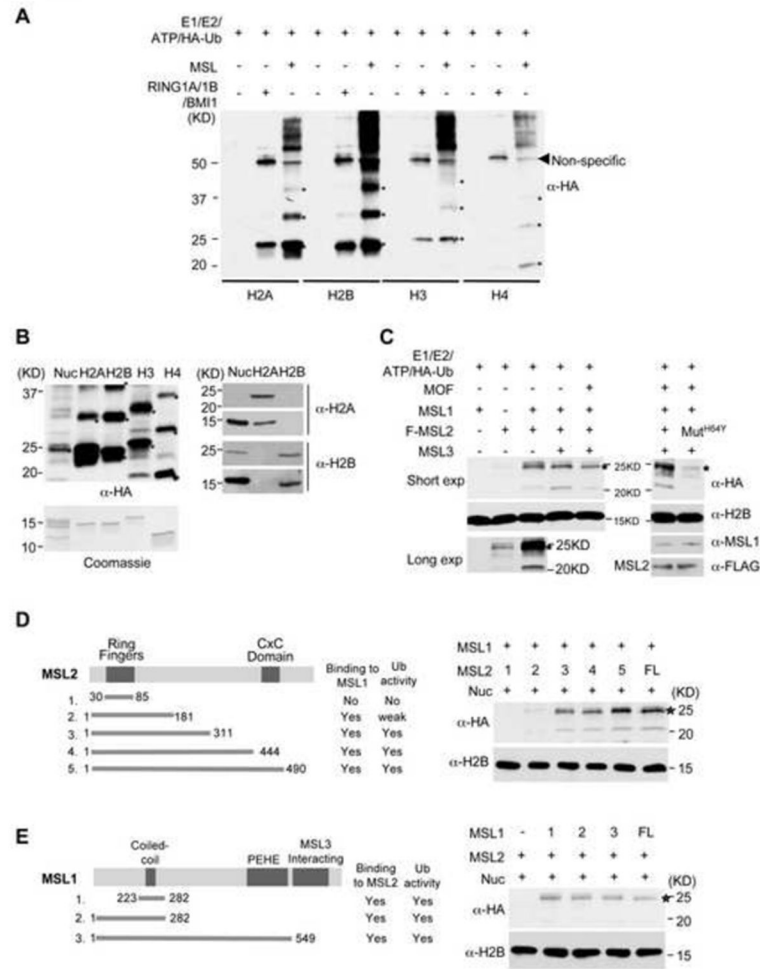 A
E1/E2/
ATP/HA-Ub + + + + + + + + + + + +
MSL - - + - - + - - + - - +
RING1A/1B
/BMI1 - + - - + - - + - - + -
(KD)
50
37
25
20
Non-specific
α-HA
H2A H2B H3 H4
B
(KD) Nuc H2A H2B H3 H4
37
25
20
α-HA
15
10
Coomassie
(KD) Nuc H2A H2B
25
20
15
α-H2A
25
20
15
α-H2B
C
E1/E2/
ATP/HA-Ub + + + + + + +
MOF - - - - + + +
MSL1 + - + + + + +
F-MSL2 - + + + + + Mut^H64Y
MSL3 - - - + + + +
Short exp
25KD
20KD
α-HA
15KD
α-H2B
Long exp
25KD
20KD
α-MSL1
MSL2
α-FLAG
D
Ring
Fingers
CxC
Domain
MSL2
Binding to
MSL1
Ub
activity
1. 30 85 No No
2. 1 181 Yes weak
3. 1 311 Yes Yes
4. 1 444 Yes Yes
5. 1 490 Yes Yes
MSL1 + + + + + +
MSL2 1 2 3 4 5 FL
Nuc + + + + + + (KD)
α-HA
★25
20
α-H2B
15
E
Coiled-
coil
PEHE
MSL3
Interacting
MSL1
Binding
to MSL2
Ub
activity
1. 223 282 Yes Yes
2. 1 282 Yes Yes
3. 1 549 Yes Yes
MSL1 - 1 2 3 FL
MSL2 + + + + +
Nuc + + + + + (KD)
α-HA
★25
20
α-H2B
15